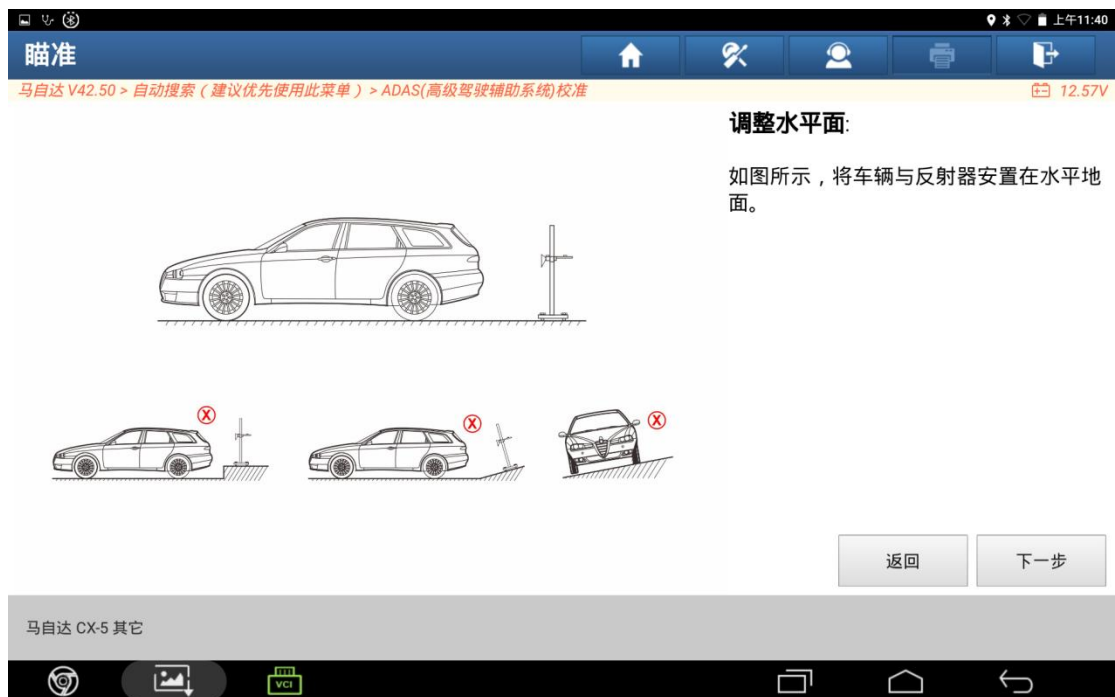 上午11:40
瞄准
马自达 V42.50 > 自动搜索（建议优先使用此菜单）> ADAS(高级驾驶辅助系统)校准
12.57V
调整水平面:
如图所示，将车辆与反射器安置在水平地
面。
X
X
X
返回
下一步
马自达 CX-5 其它
VCI